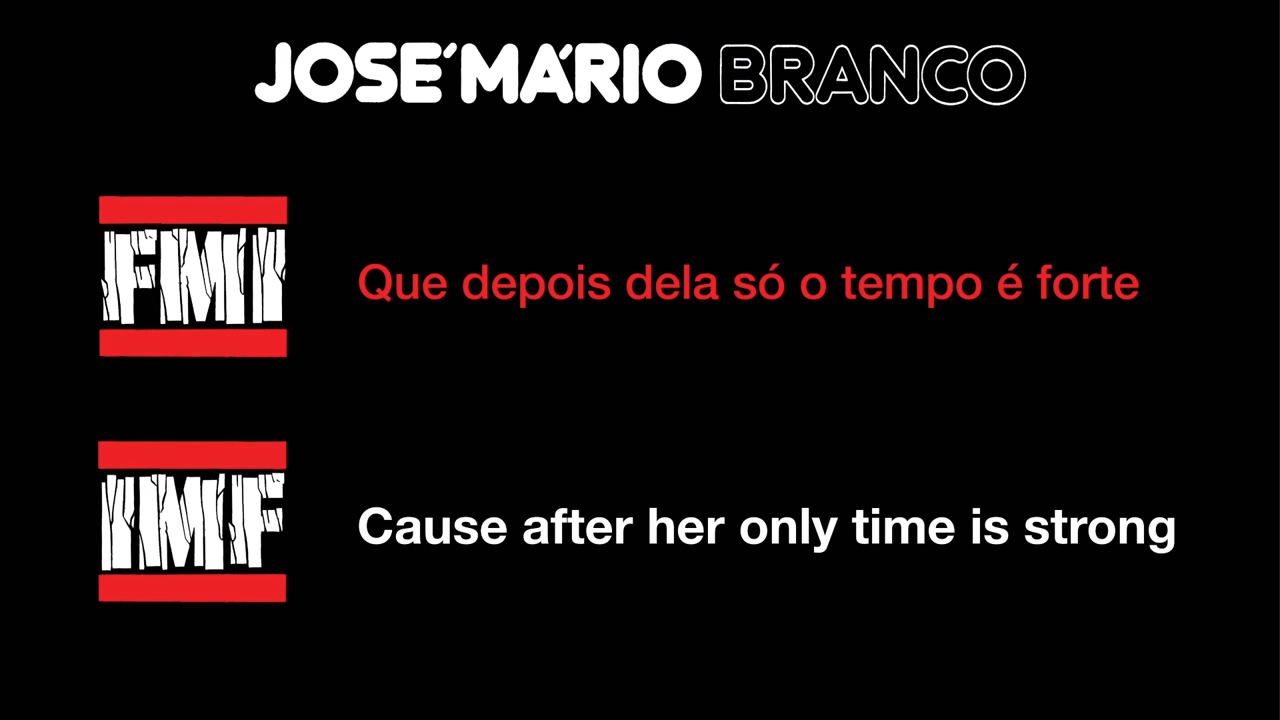 JOSÉ MÁRIO BRANCO
FMI
Que depois dela só o tempo é forte
IMF
Cause after her only time is strong